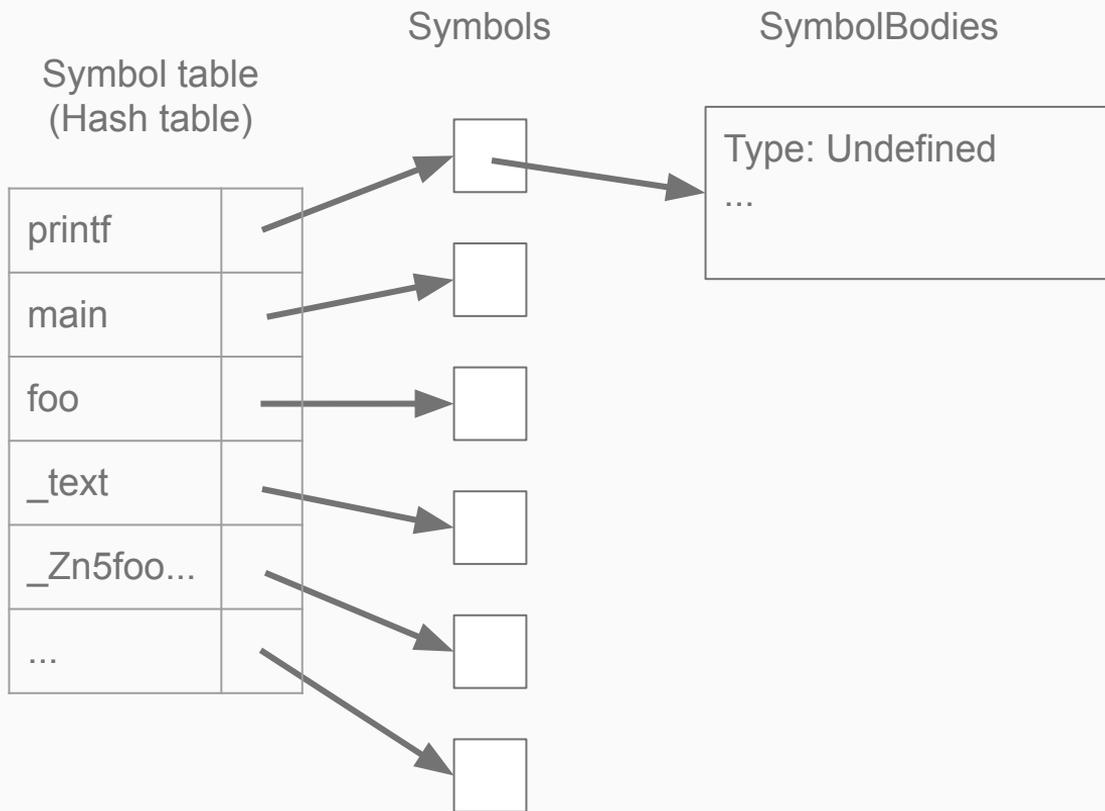 Symbols
SymbolBodies
Symbol table
(Hash table)
Type: Undefined
...
printf
main
foo
_text
_Zn5foo...
...